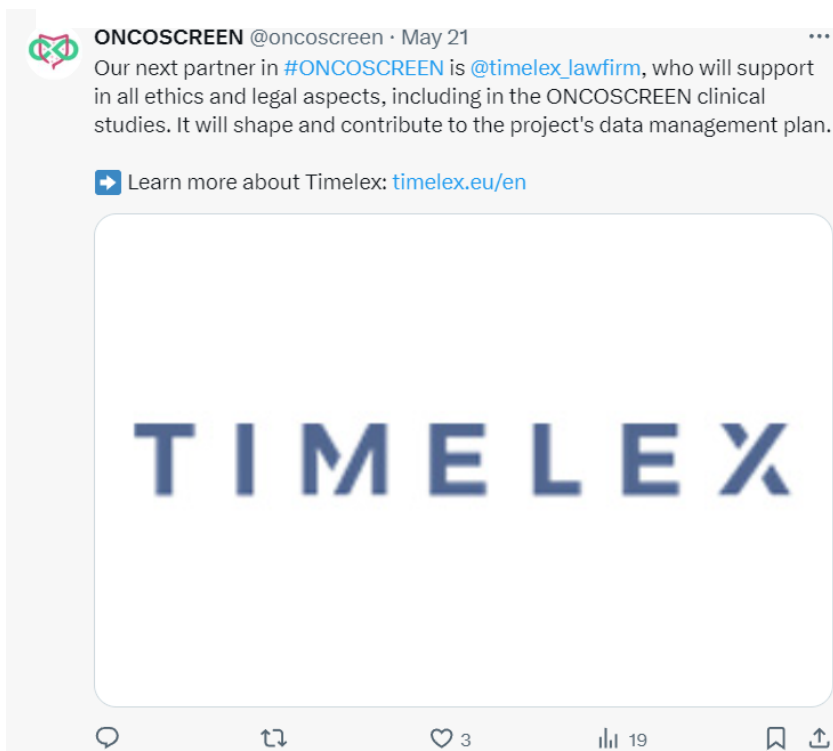 ONCOSCREEN @oncoscreen · May 21
Our next partner in #ONCOSCREEN is @timelex_lawfirm, who will support
in all ethics and legal aspects, including in the ONCOSCREEN clinical
studies. It will shape and contribute to the project's data management plan.
➡️ Learn more about Timelex: timelex.eu/en
TIMELEX
3 19